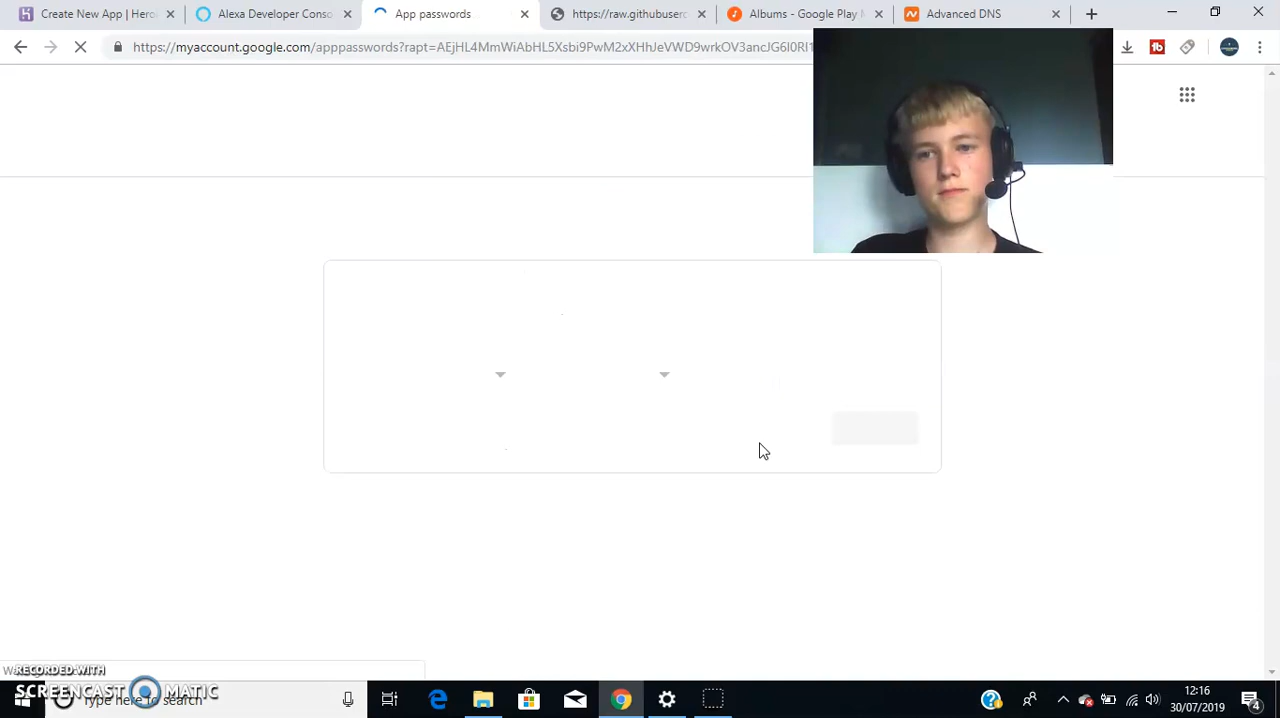 Create New App | Hero
Alexa Developer Conso
App passwords
https://raw.githubuserc
Albums - Google Play M
Advanced DNS
https://myaccount.google.com/apppasswords?rapt=
RECORDED WITH
SCREENCAST MATIC
Type here to search
12:16
30/07/2019
4